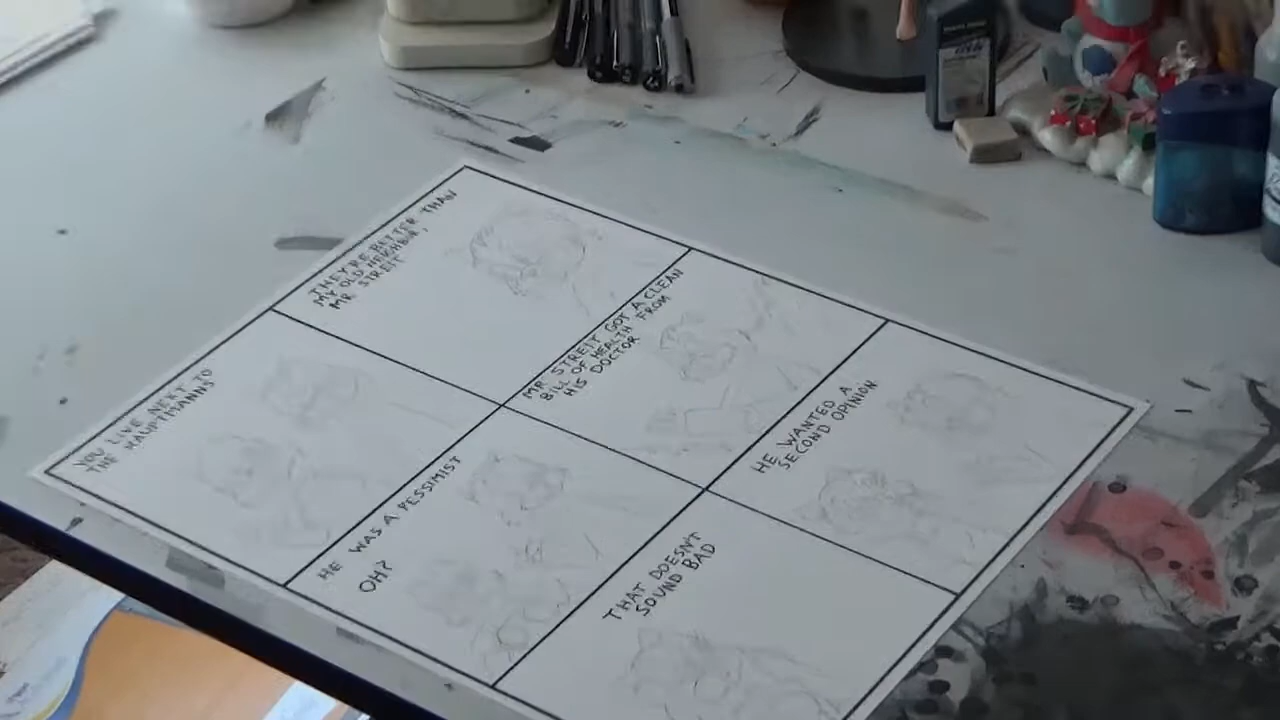 YOU LIVE NEXT TO
THE HAUPTMANNS
THEY'RE BETTER THAN
MY OLD NEIGHBOR,
MR STREIT
HE WAS A PESSIMIST
OH?
MR STREIT GOT A CLEAN
BILL OF HEALTH FROM
HIS DOCTOR
THAT DOESN'T
SOUND BAD
HE WANTED A
SECOND OPINION